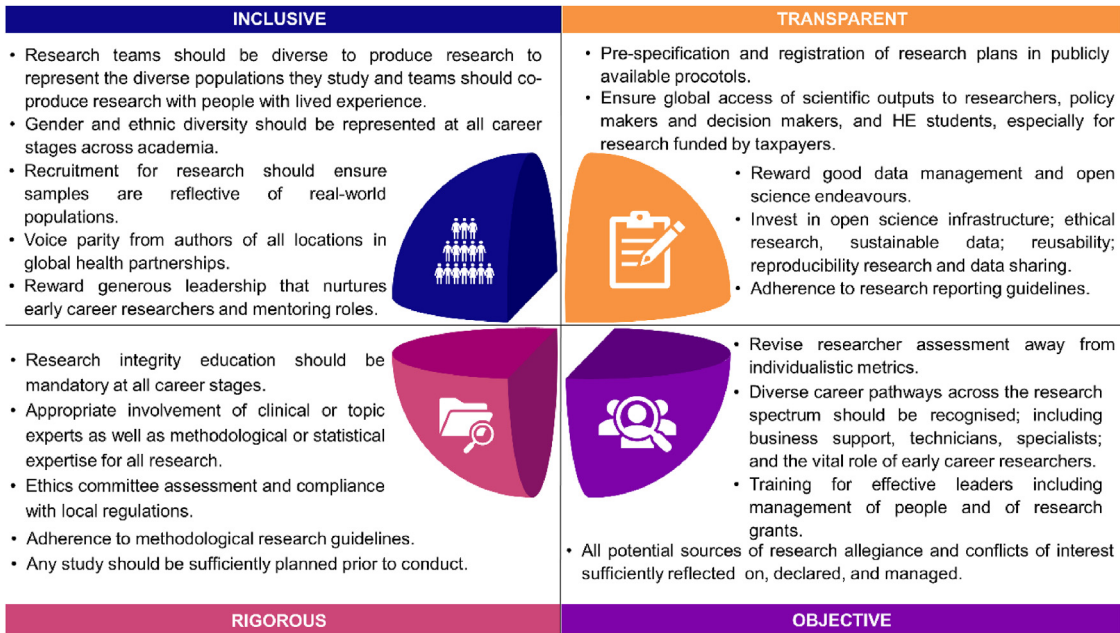 INCLUSIVE
• Research teams should be diverse to produce research to
represent the diverse populations they study and teams should co-
produce research with people with lived experience.
• Gender and ethnic diversity should be represented at all career
stages across academia.
• Recruitment for research should ensure
samples are reflective of real-world
populations.
• Voice parity from authors of all locations in
global health partnerships.
• Reward generous leadership that nurtures
early career researchers and mentoring roles.
TRANSPARENT
• Pre-specification and registration of research plans in publicly
available procotols.
• Ensure global access of scientific outputs to researchers, policy
makers and decision makers, and HE students, especially for
research funded by taxpayers.
• Reward good data management and open
science endeavours.
• Invest in open science infrastructure; ethical
research, sustainable data; reusability;
reproducibility research and data sharing.
• Adherence to research reporting guidelines.
• Research integrity education should be
mandatory at all career stages.
• Appropriate involvement of clinical or topic
experts as well as methodological or statistical
expertise for all research.
• Ethics committee assessment and compliance
with local regulations.
• Adherence to methodological research guidelines.
• Any study should be sufficiently planned prior to conduct.
RIGOROUS
• Revise researcher assessment away from
individualistic metrics.
• Diverse career pathways across the research
spectrum should be recognised; including
business support, technicians, specialists;
and the vital role of early career researchers.
• Training for effective leaders including
management of people and of research
grants.
• All potential sources of research allegiance and conflicts of interest
sufficiently reflected on, declared, and managed.
OBJECTIVE